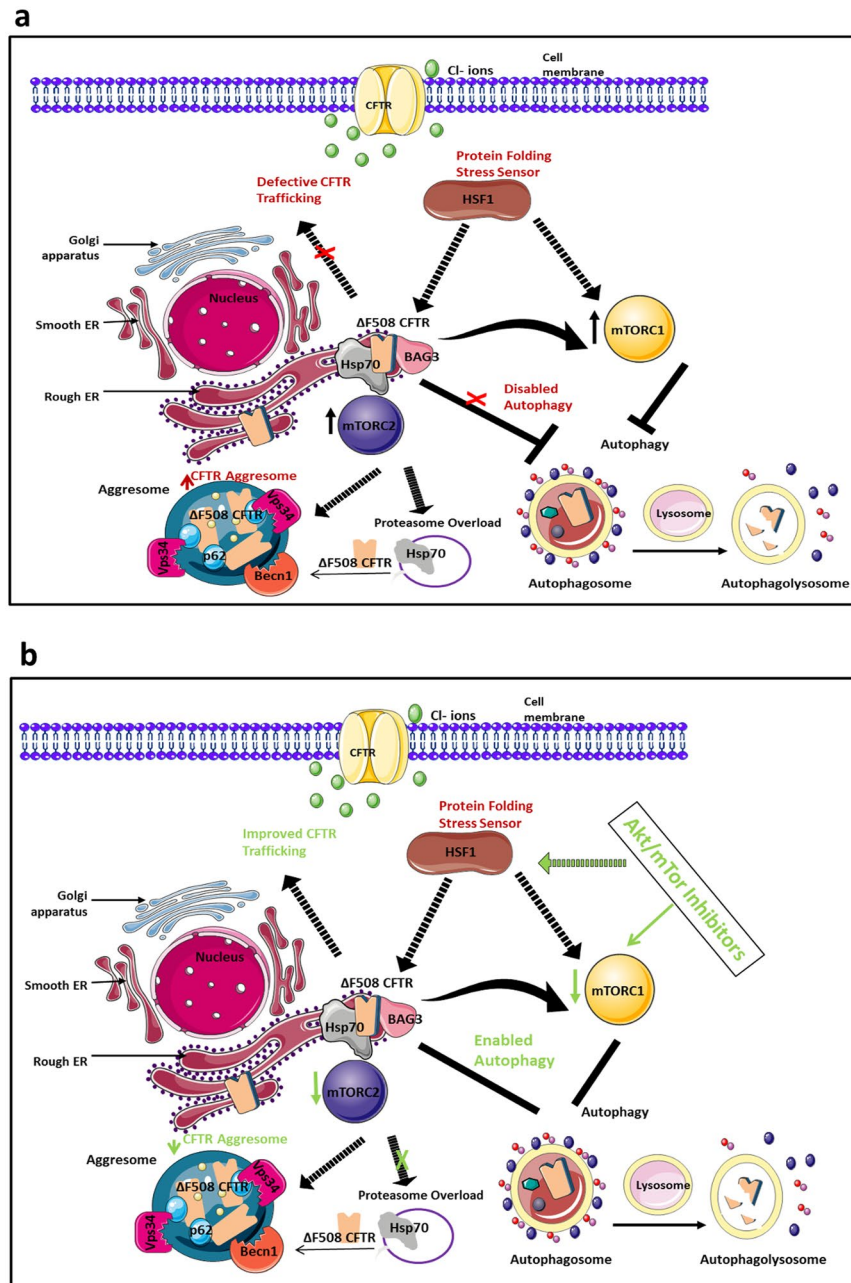 a
Cl- ions
Cell
membrane
CFTR
Protein Folding
Stress Sensor
HSF1
Defective CFTR
Trafficking
X
Golgi
apparatus
Nucleus
Smooth ER
ΔF508 CFTR
mTORC1
Hsp70
BAG3
Rough ER
X
Disabled
Autophagy
mTORC2
Autophagy
CFTR Aggresome
Aggresome
Vps34
ΔF508 CFTR
Lysosome
Proteasome Overload
p62
Vps34
Hsp70
Becn1
ΔF508 CFTR
Autophagosome
Autophagolysosome
b
Cl- ions
Cell
membrane
CFTR
Protein Folding
Stress Sensor
HSF1
Akt/mTor Inhibitors
Improved CFTR
Trafficking
Golgi
apparatus
Nucleus
Smooth ER
ΔF508 CFTR
mTORC1
Hsp70
BAG3
Enabled
Autophagy
Rough ER
mTORC2
Autophagy
CFTR Aggresome
Aggresome
X
Vps34
ΔF508 CFTR
Lysosome
Proteasome Overload
p62
Vps34
Hsp70
Becn1
ΔF508 CFTR
Autophagosome
Autophagolysosome